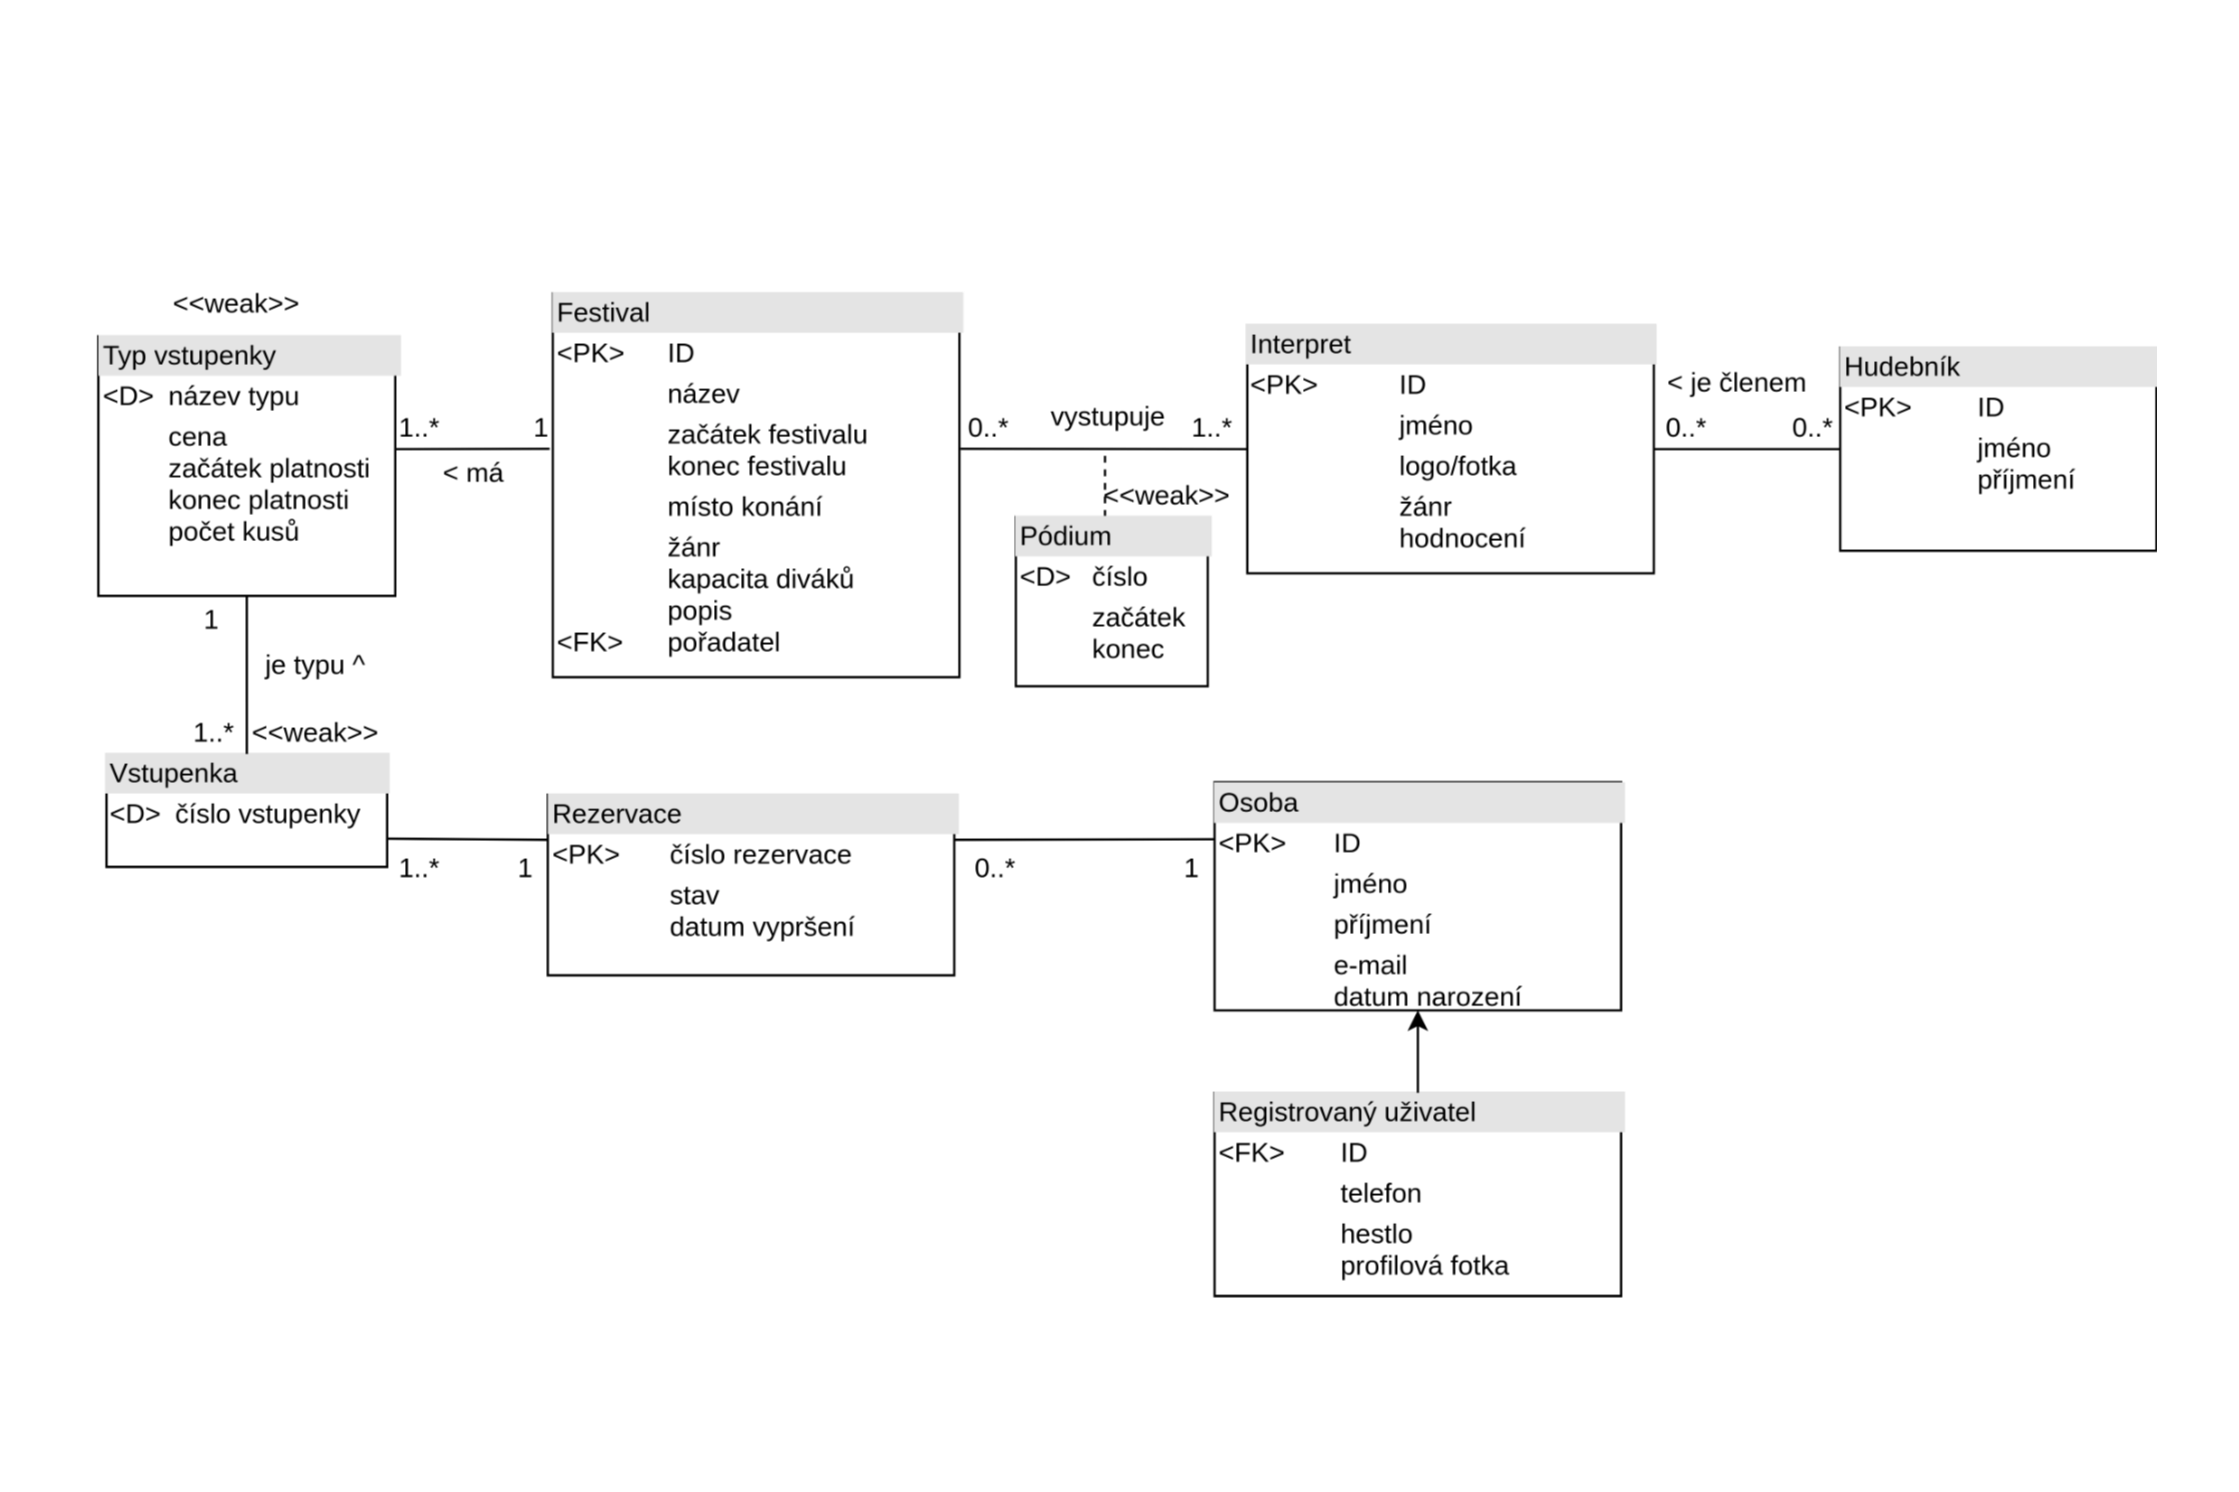 <<weak>>
Typ vstupenky
<D> název typu
cena
začátek platnosti
konec platnosti
počet kusů
1..*
1
< má
Festival
<PK> ID
název
začátek festivalu
konec festivalu
místo konání
žánr
kapacita diváků
popis
<FK> pořadatel
0..*
vystupuje
1..*
<<weak>>
Pódium
<D> číslo
začátek
konec
Interpret
<PK> ID
jméno
logo/fotka
žánr
hodnocení
< je členem
0..*
0..*
Hudebník
<PK> ID
jméno
příjmení
1
je typu ^
1..*
<<weak>>
Vstupenka
<D> číslo vstupenky
1..*
1
Rezervace
<PK> číslo rezervace
stav
datum vypršení
0..*
1
Osoba
<PK> ID
jméno
příjmení
e-mail
datum narození
Registrovaný uživatel
<FK> ID
telefon
hestlo
profilová fotka